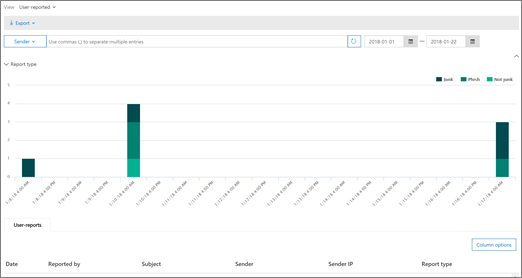 View User-reported
Export
Sender
Use commas (,) to separate multiple entries
2018-01-01
2018-01-22
Report type
Junk
Phish
Not junk
5
4
3
2
1
0
1/8/18 4:00 AM
1/8/18 4:00 PM
1/9/18 4:00 AM
1/9/18 4:00 PM
1/10/18 4:00 AM
1/10/18 4:00 PM
1/11/18 4:00 AM
1/11/18 4:00 PM
1/12/18 4:00 AM
1/12/18 4:00 PM
1/13/18 4:00 AM
1/13/18 4:00 PM
1/14/18 4:00 AM
1/14/18 4:00 PM
1/15/18 4:00 AM
1/15/18 4:00 PM
1/16/18 4:00 AM
1/16/18 4:00 PM
1/17/18 4:00 AM
User-reports
Column options
Date Reported by Subject Sender Sender IP Report type